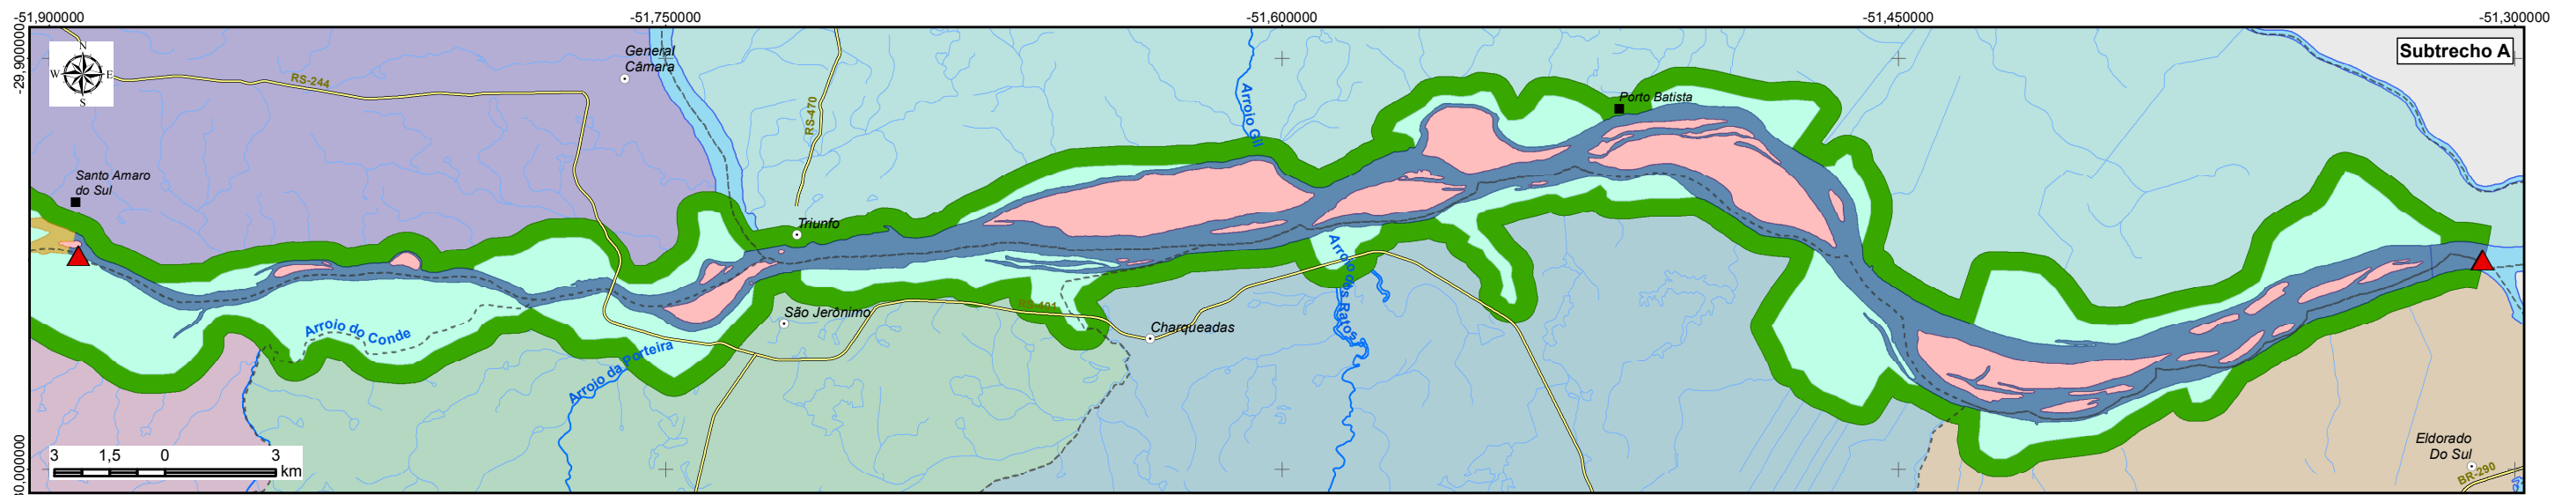 -51,900000
-51,750000
-51,600000
-51,450000
-51,300000
-29,900000
Subtrecho A
N
W E
S
General
Câmara
RS-244
RS-470
Arroio Gil
Porto Batista
Santo Amaro
do Sul
Triunfo
Arroio dos Ratos
RS-401
São Jerônimo
Charqueadas
Arroio do Conde
Arroio da Porteira
3 1,5 0 3
km
Eldorado
Do Sul
BR-290